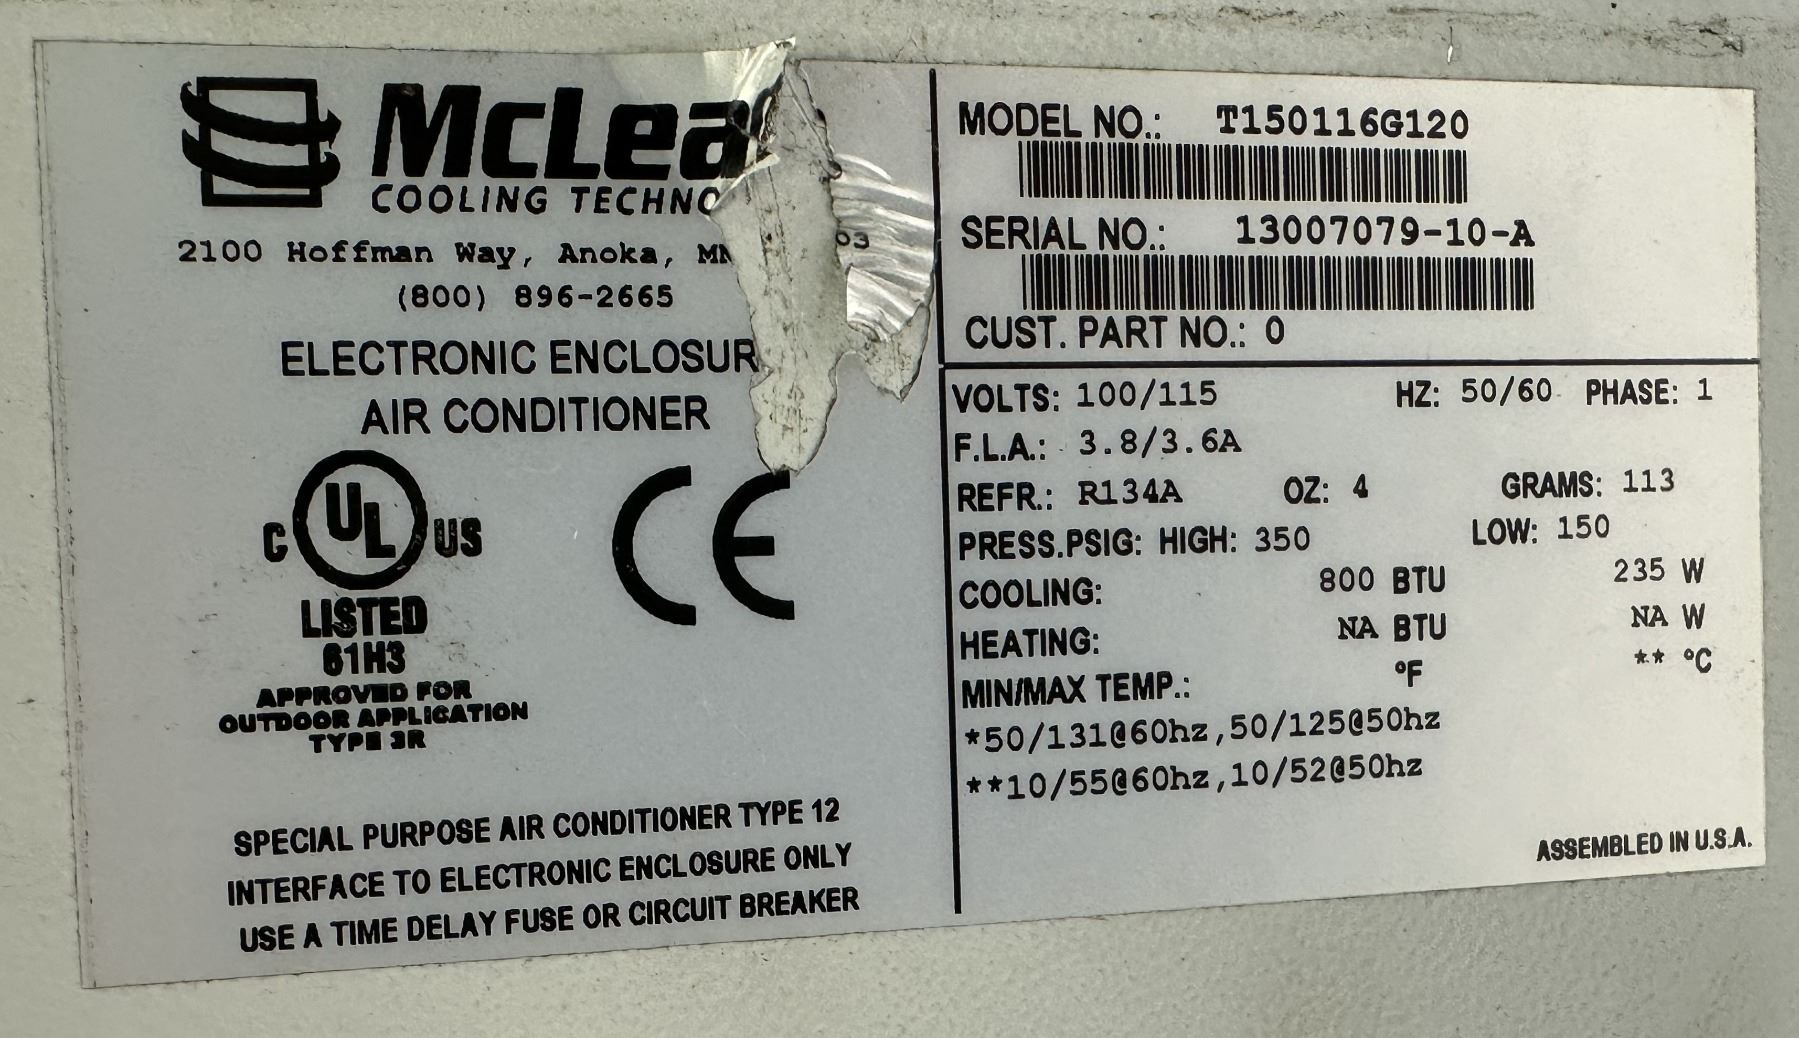 McLea
COOLING TECHNO
2100 Hoffman Way, Anoka, MN 03
(800) 896-2665
ELECTRONIC ENCLOSUR
AIR CONDITIONER
C UL US
LISTED
61H3
APPROVED FOR
OUTDOOR APPLICATION
TYPE 3R
CE
SPECIAL PURPOSE AIR CONDITIONER TYPE 12
INTERFACE TO ELECTRONIC ENCLOSURE ONLY
USE A TIME DELAY FUSE OR CIRCUIT BREAKER
MODEL NO.: T150116G120
SERIAL NO.: 13007079-10-A
CUST. PART NO.: 0
VOLTS: 100/115 HZ: 50/60 PHASE: 1
F.L.A.: 3.8/3.6A
REFR.: R134A OZ: 4 GRAMS: 113
PRESS.PSIG: HIGH: 350 LOW: 150
COOLING: 800 BTU 235 W
HEATING: NA BTU NA W
MIN/MAX TEMP.: °F ** °C
*50/131@60hz,50/125@50hz
**10/55@60hz,10/52@50hz
ASSEMBLED IN U.S.A.